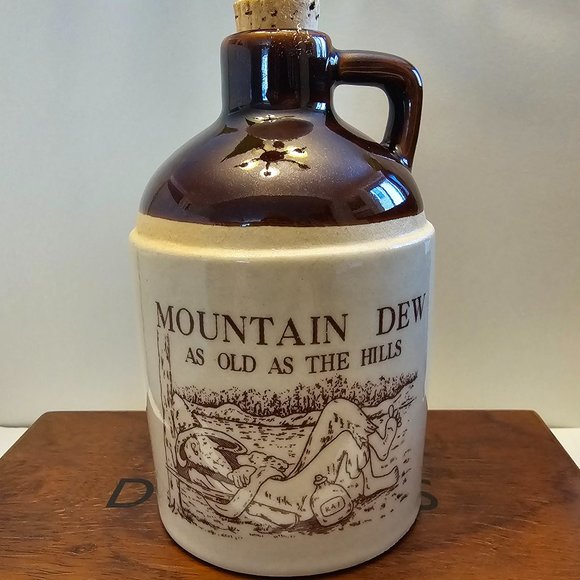 MOUNTAIN DEW
AS OLD AS THE HILLS